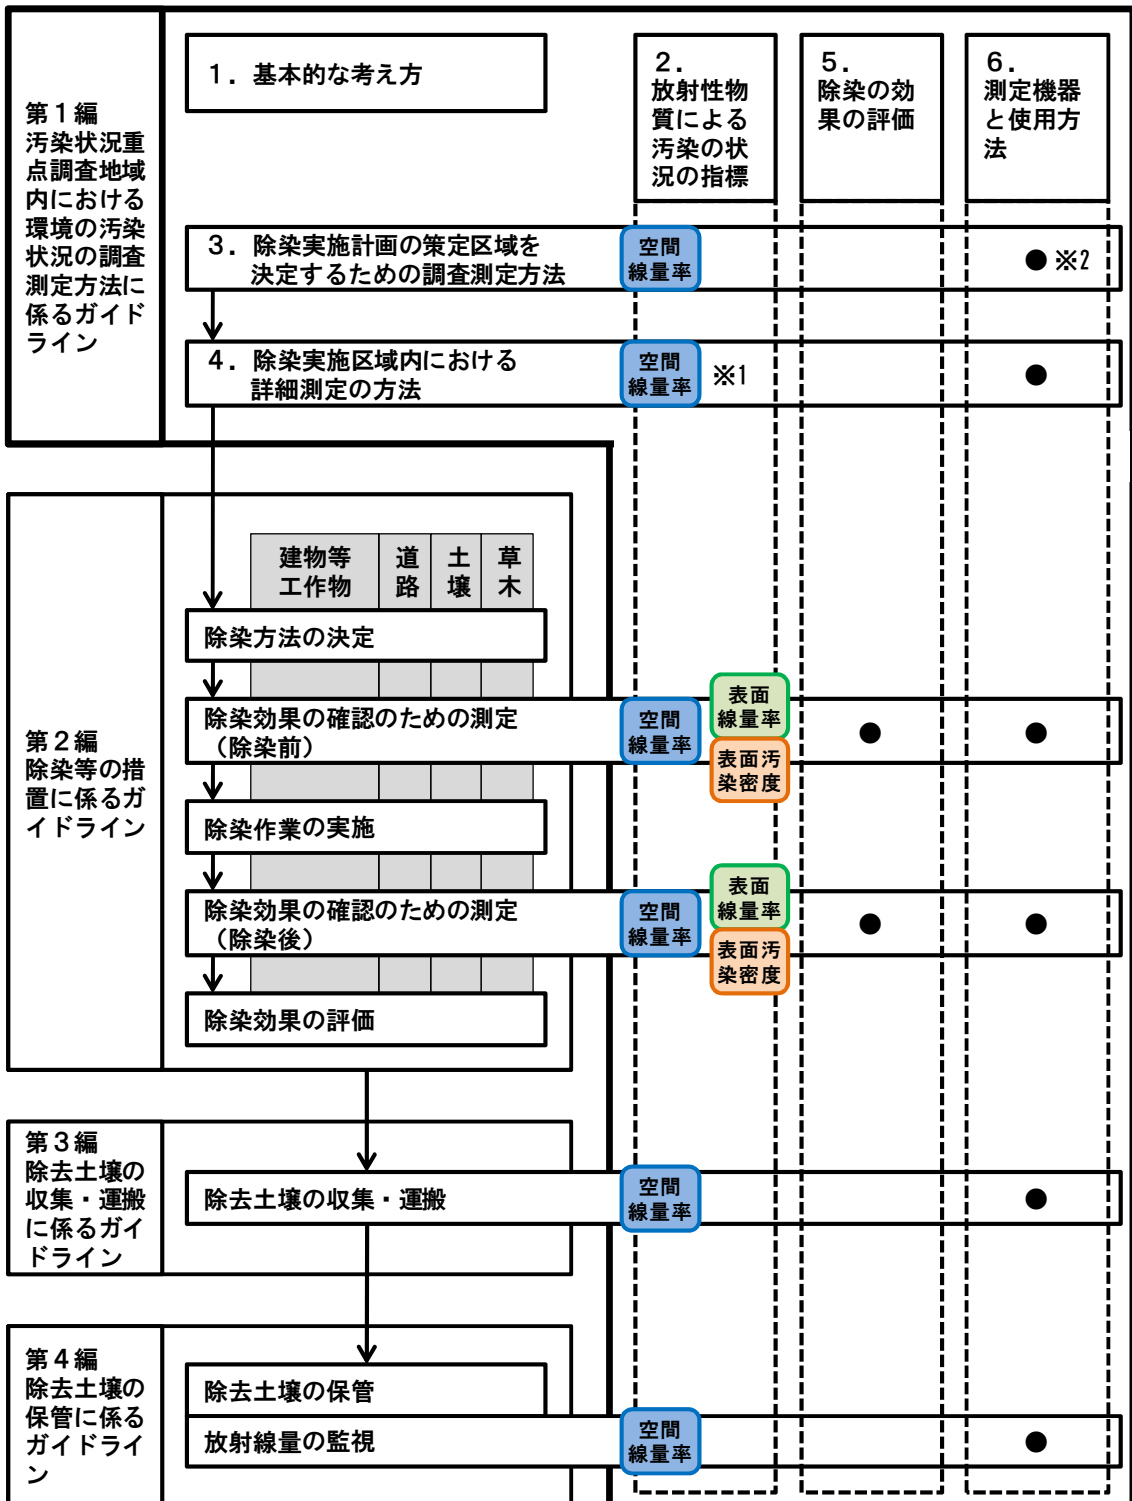 1．基本的な考え方
2．
放射性物
質による
汚染の状
況の指標
5．
除染の効
果の評価
6．
測定機器
と使用方
法
第1編
汚染状況重
点調査地域
内における
環境の汚染
状況の調査
測定方法に
係るガイド
ライン
3．除染実施計画の策定区域を
決定するための調査測定方法
空間
線量率
●※2
4．除染実施区域内における
詳細測定の方法
空間
線量率
※1
●
第2編
除染等の措
置に係るガ
イドライン
建物等
工作物
道
路
土
壌
草
木
除染方法の決定
除染効果の確認のための測定
（除染前）
空間
線量率
表面
線量率
表面汚
染密度
●
●
除染作業の実施
除染効果の確認のための測定
（除染後）
空間
線量率
表面
線量率
表面汚
染密度
●
●
除染効果の評価
第3編
除去土壌の
収集・運搬
に係るガイ
ドライン
除去土壌の収集・運搬
空間
線量率
●
第4編
除去土壌の
保管に係る
ガイドライ
ン
除去土壌の保管
放射線量の監視
空間
線量率
●